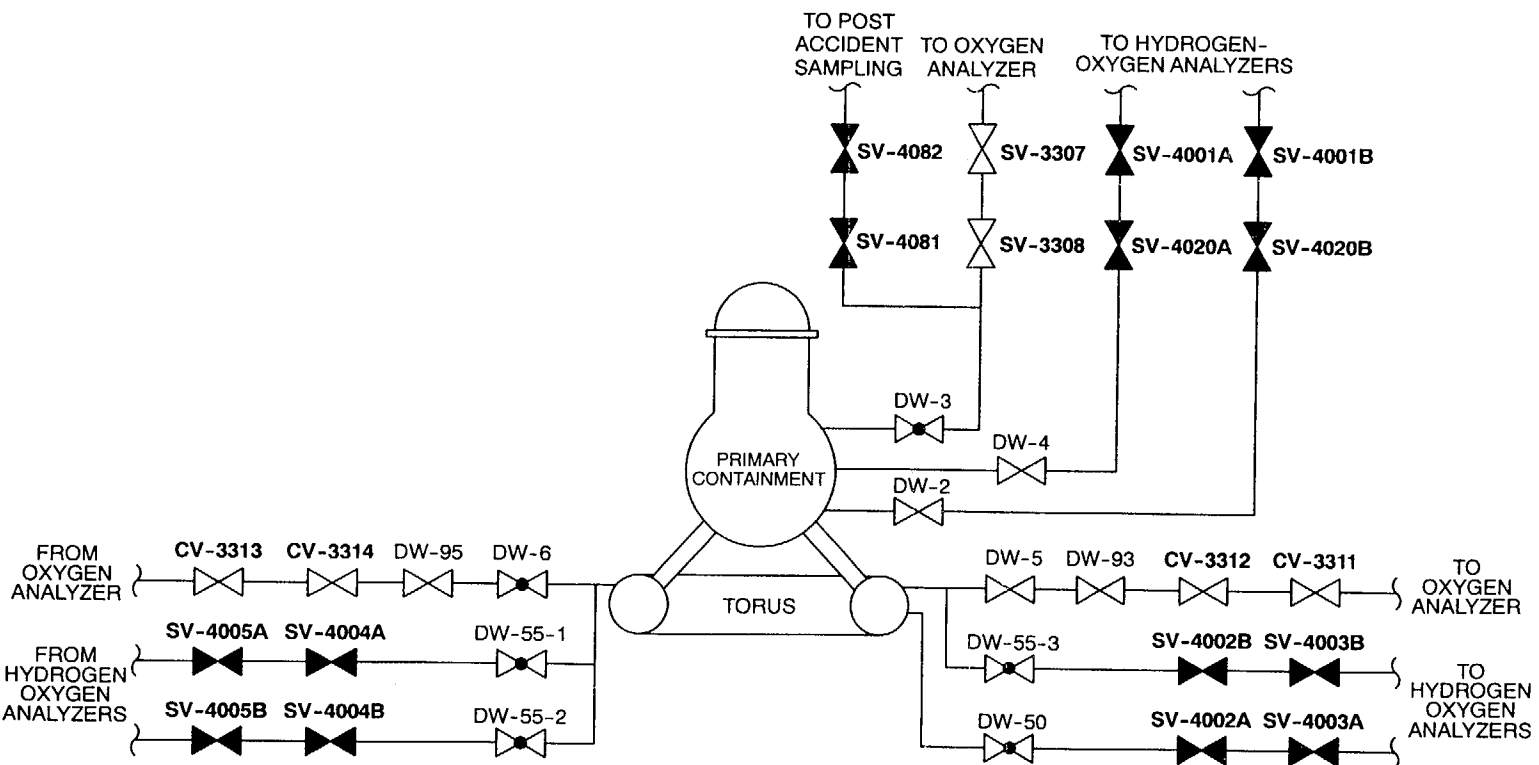 TO POST
ACCIDENT
SAMPLING
TO OXYGEN
ANALYZER
TO HYDROGEN-
OXYGEN ANALYZERS
SV-4082
SV-3307
SV-4001A
SV-4001B
SV-4081
SV-3308
SV-4020A
SV-4020B
DW-3
DW-4
DW-2
PRIMARY
CONTAINMENT
TORUS
FROM
OXYGEN
ANALYZER
CV-3313
CV-3314
DW-95
DW-6
FROM
HYDROGEN
OXYGEN
ANALYZERS
SV-4005A
SV-4004A
DW-55-1
SV-4005B
SV-4004B
DW-55-2
DW-5
DW-93
CV-3312
CV-3311
TO
OXYGEN
ANALYZER
DW-55-3
SV-4002B
SV-4003B
DW-50
SV-4002A
SV-4003A
TO
HYDROGEN
OXYGEN
ANALYZERS